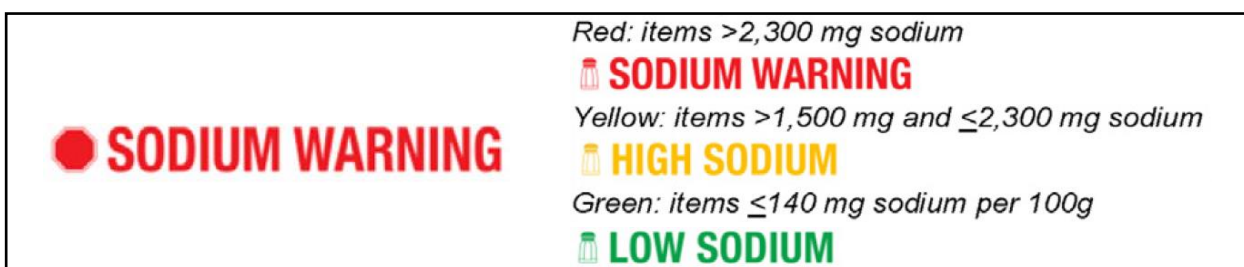 SODIUM WARNING
Red: items >2,300 mg sodium
SODIUM WARNING
Yellow: items >1,500 mg and ≤2,300 mg sodium
HIGH SODIUM
Green: items ≤140 mg sodium per 100g
LOW SODIUM